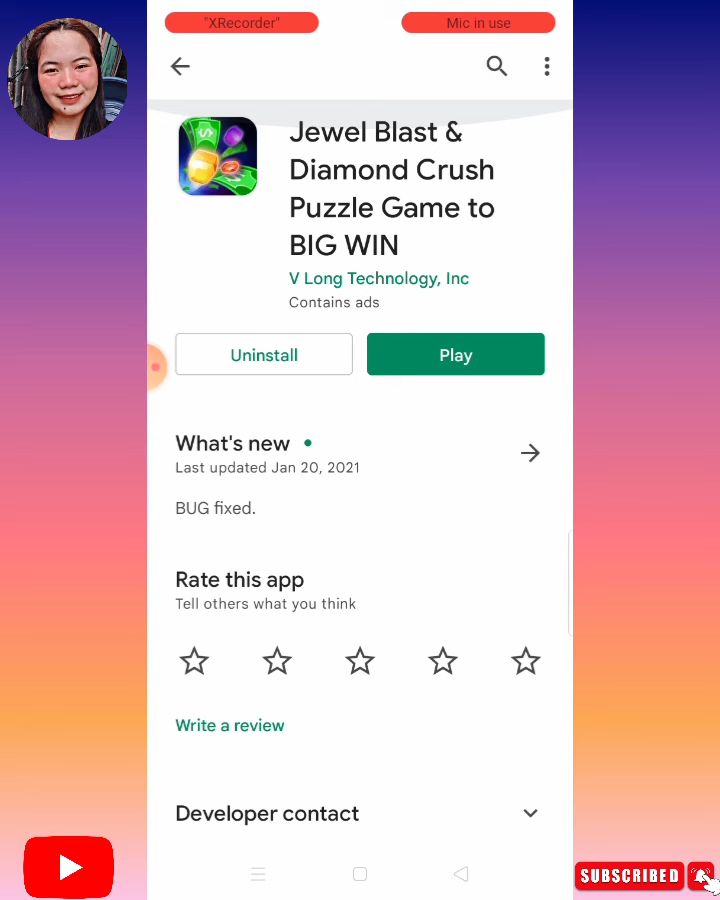 "XRecorder"
Mic in use
Jewel Blast &
Diamond Crush
Puzzle Game to
BIG WIN
V Long Technology, Inc
Contains ads
Uninstall
Play
What's new
Last updated Jan 20, 2021
BUG fixed.
Rate this app
Tell others what you think
Write a review
Developer contact
SUBSCRIBED